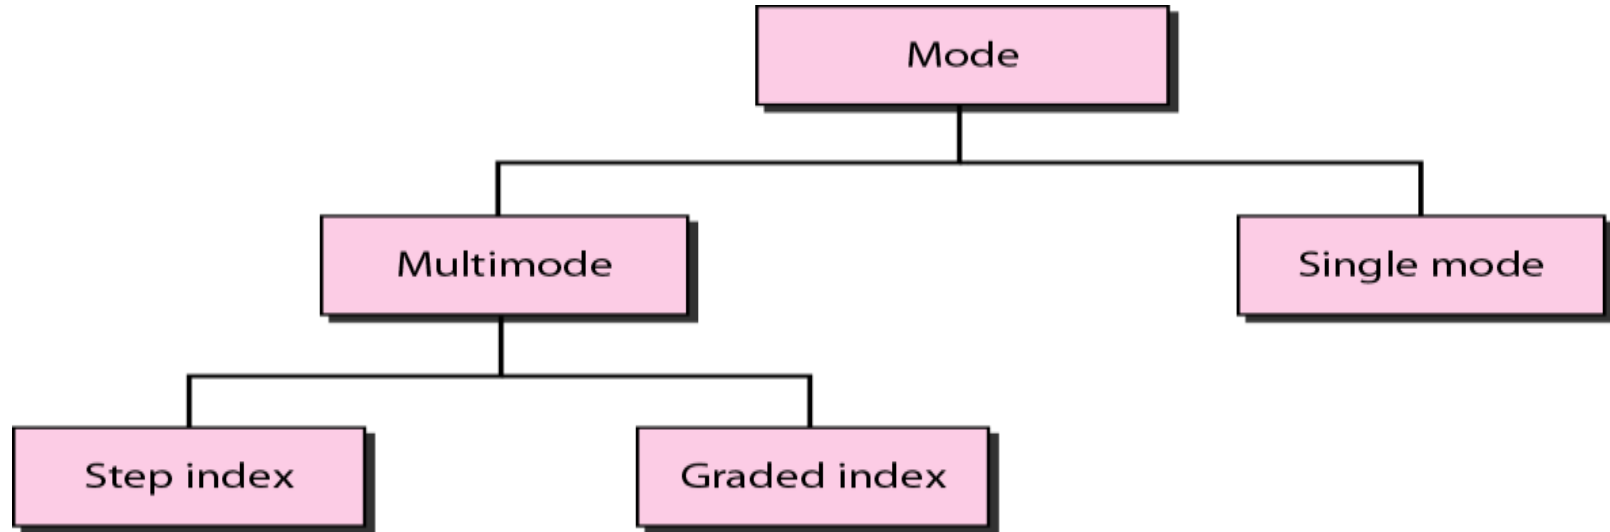 Mode
Multimode
Single mode
Step index
Graded index